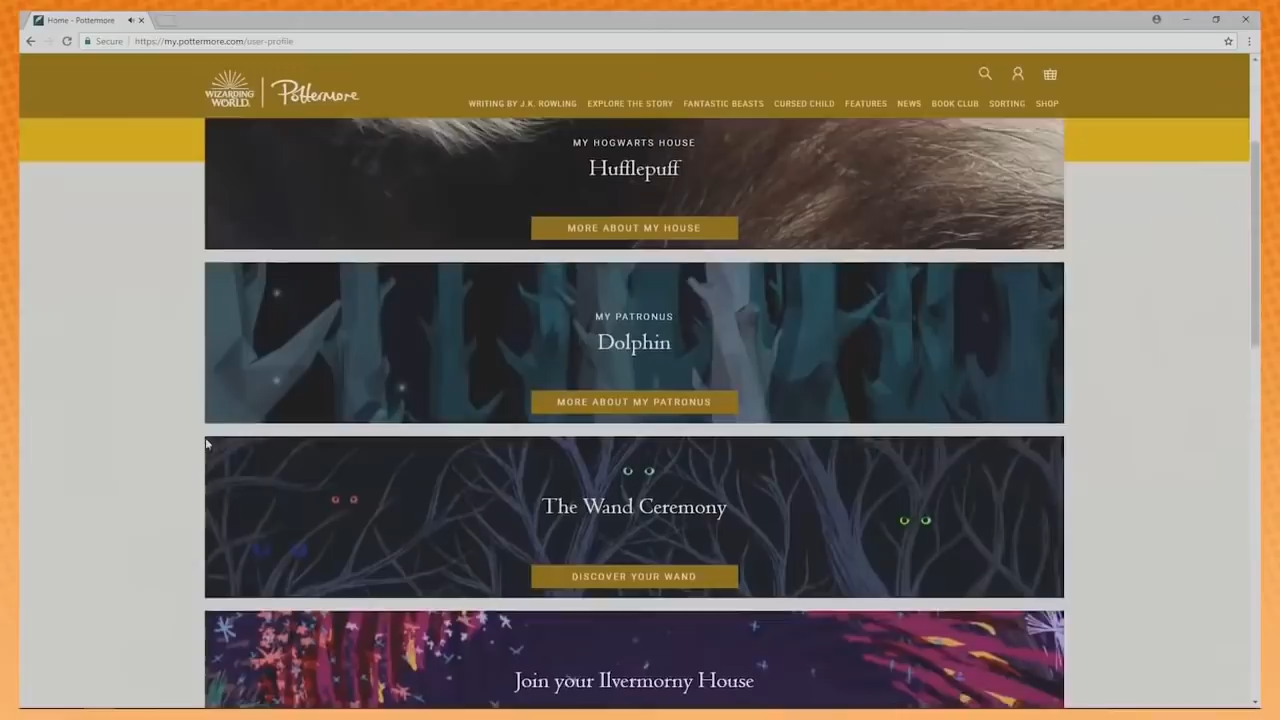 Home - Pottermore
Secure
https://my.pottermore.com/user-profile
WIZARDING
WORLD
Pottermore
WRITING BY J.K. ROWLING EXPLORE THE STORY FANTASTIC BEASTS CURSED CHILD FEATURES NEWS BOOK CLUB SORTING SHOP
MY HOGWARTS HOUSE
Hufflepuff
MORE ABOUT MY HOUSE
MY PATRONUS
Dolphin
MORE ABOUT MY PATRONUS
The Wand Ceremony
DISCOVER YOUR WAND
Join your Ilvermorny House